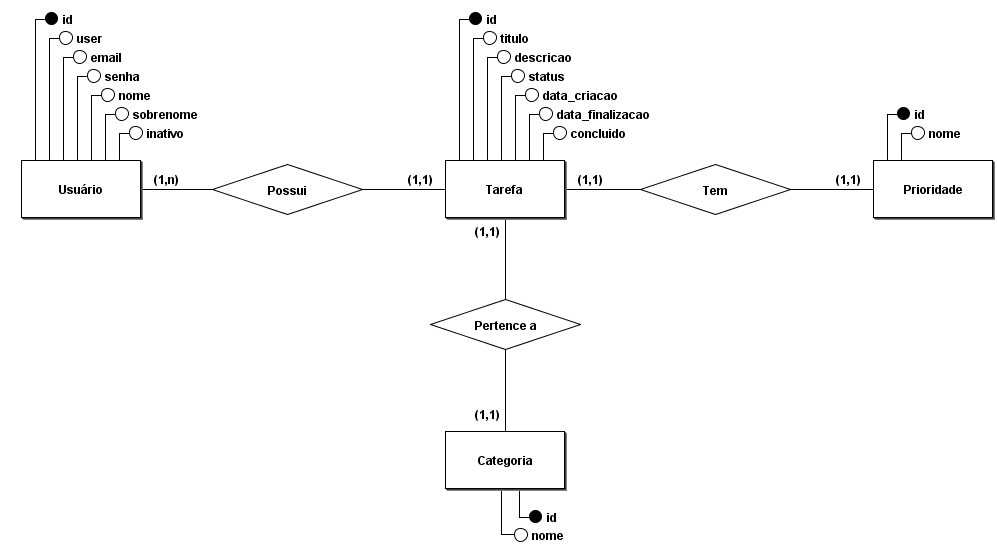 id
user
email
senha
nome
sobrenome
inativo
Usuário
(1,n)
Possui
(1,1)
id
titulo
descricao
status
data_criacao
data_finalizacao
concluido
Tarefa
(1,1)
Tem
(1,1)
id
nome
Prioridade
(1,1)
Pertence a
(1,1)
Categoria
id
nome